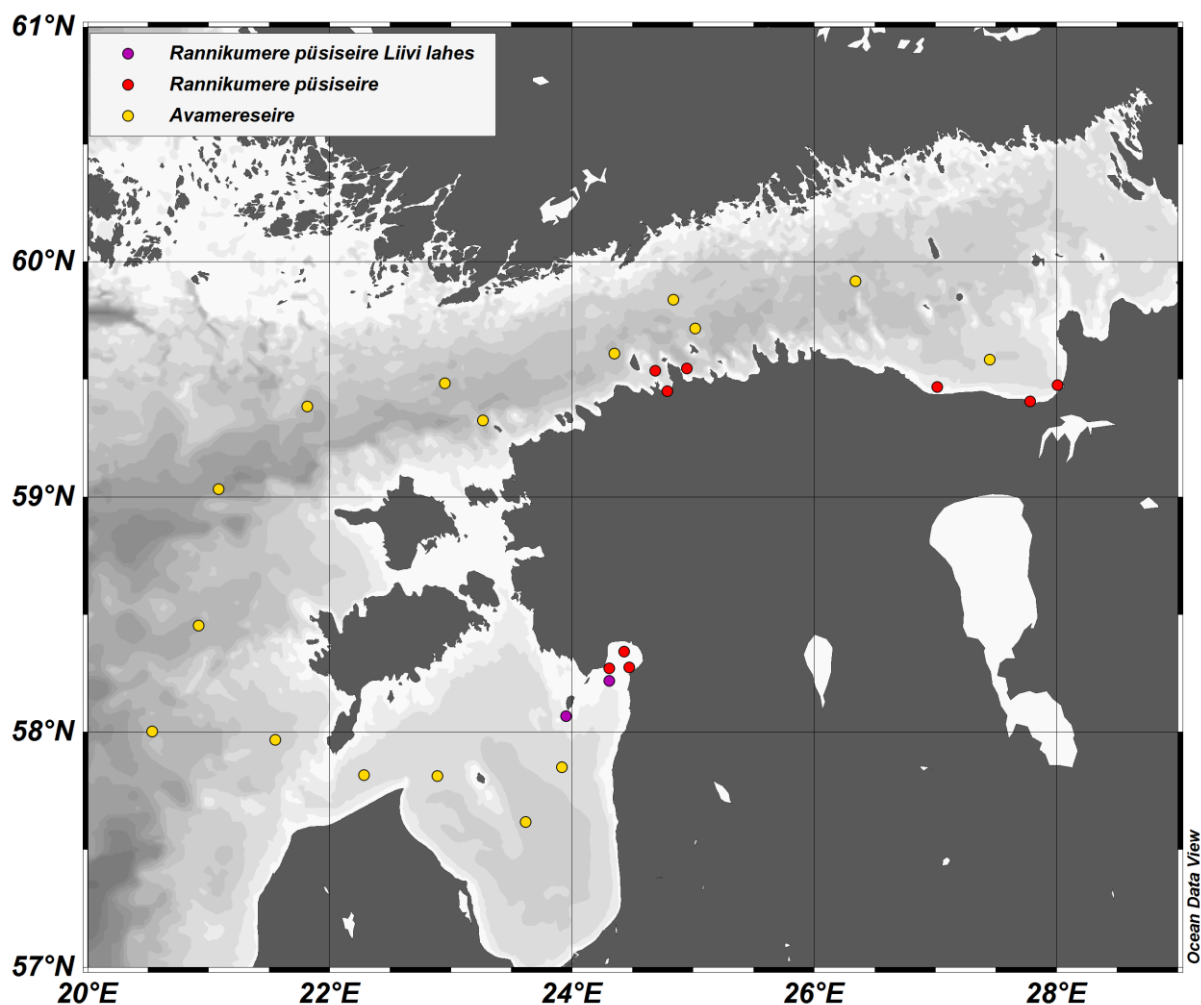 61°N
Rannikumere püsiseire Liivi lahes
Rannikumere püsiseire
Avamereseire
60°N
59°N
58°N
57°N
20°E
22°E
24°E
26°E
28°E
Ocean Data View